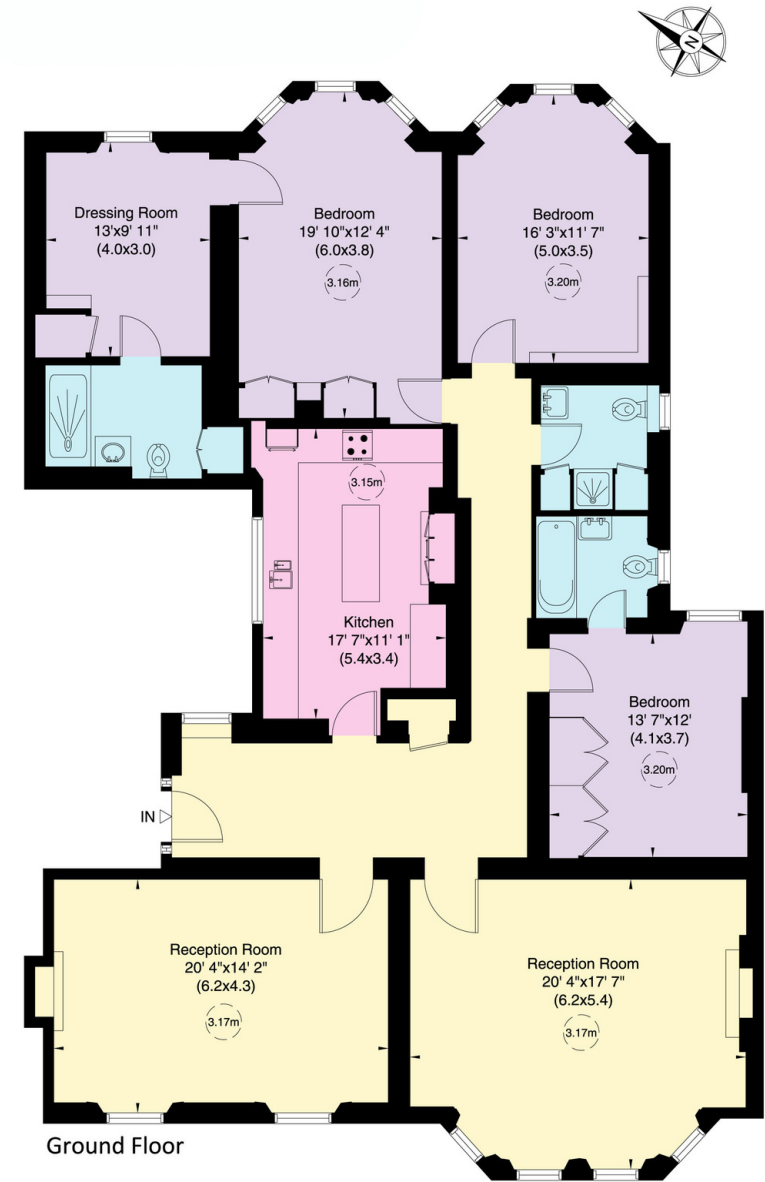 N
Dressing Room
13'x9' 11"
(4.0x3.0)
Bedroom
19' 10"x12' 4"
(6.0x3.8)
3.16m
Bedroom
16' 3"x11' 7"
(5.0x3.5)
3.20m
3.15m
Kitchen
17' 7"x11' 1"
(5.4x3.4)
Bedroom
13' 7"x12'
(4.1x3.7)
3.20m
IN
Reception Room
20' 4"x14' 2"
(6.2x4.3)
3.17m
Reception Room
20' 4"x17' 7"
(6.2x5.4)
3.17m
Ground Floor